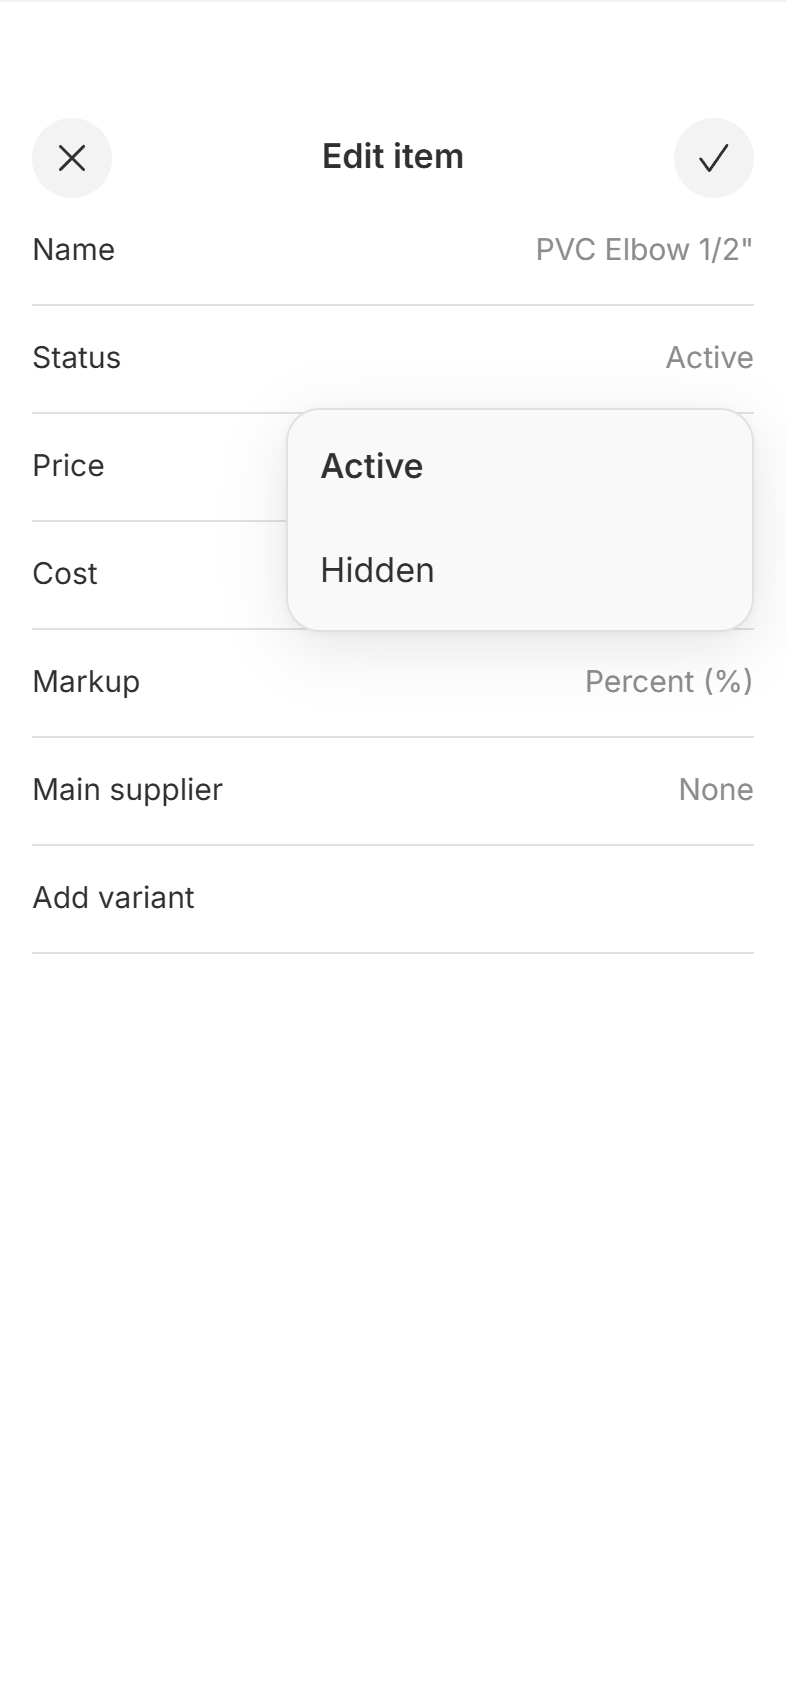 Edit item
Name PVC Elbow 1/2"
Status Active
Price
Active
Hidden
Cost
Markup Percent (%)
Main supplier None
Add variant